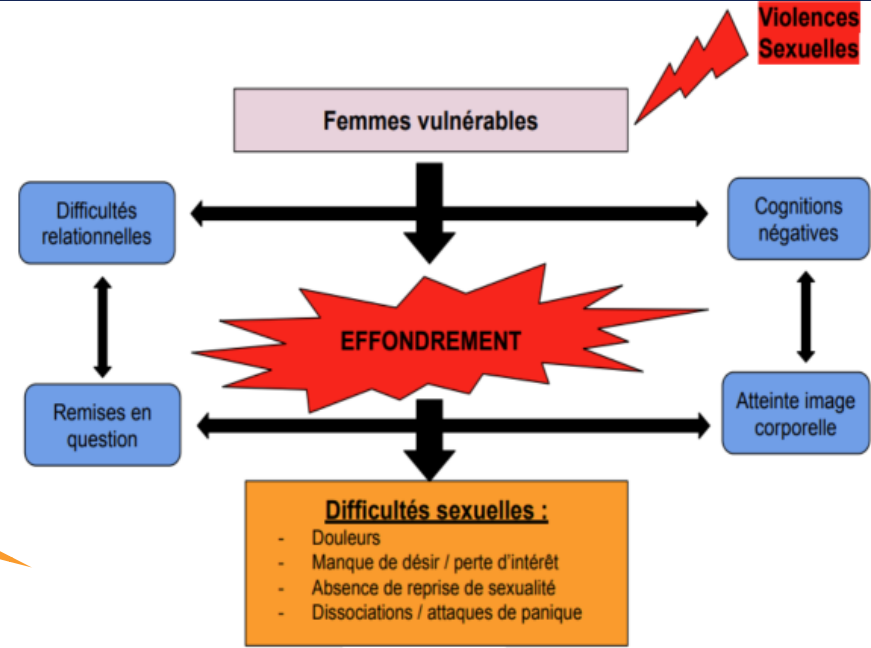 Violences
Sexuelles
Femmes vulnérables
Difficultés
relationnelles
Cognitions
négatives
EFFONDREMENT
Remises en
question
Atteinte image
corporelle
Difficultés sexuelles :
- Douleurs
- Manque de désir / perte d'intérêt
- Absence de reprise de sexualité
- Dissociations / attaques de panique